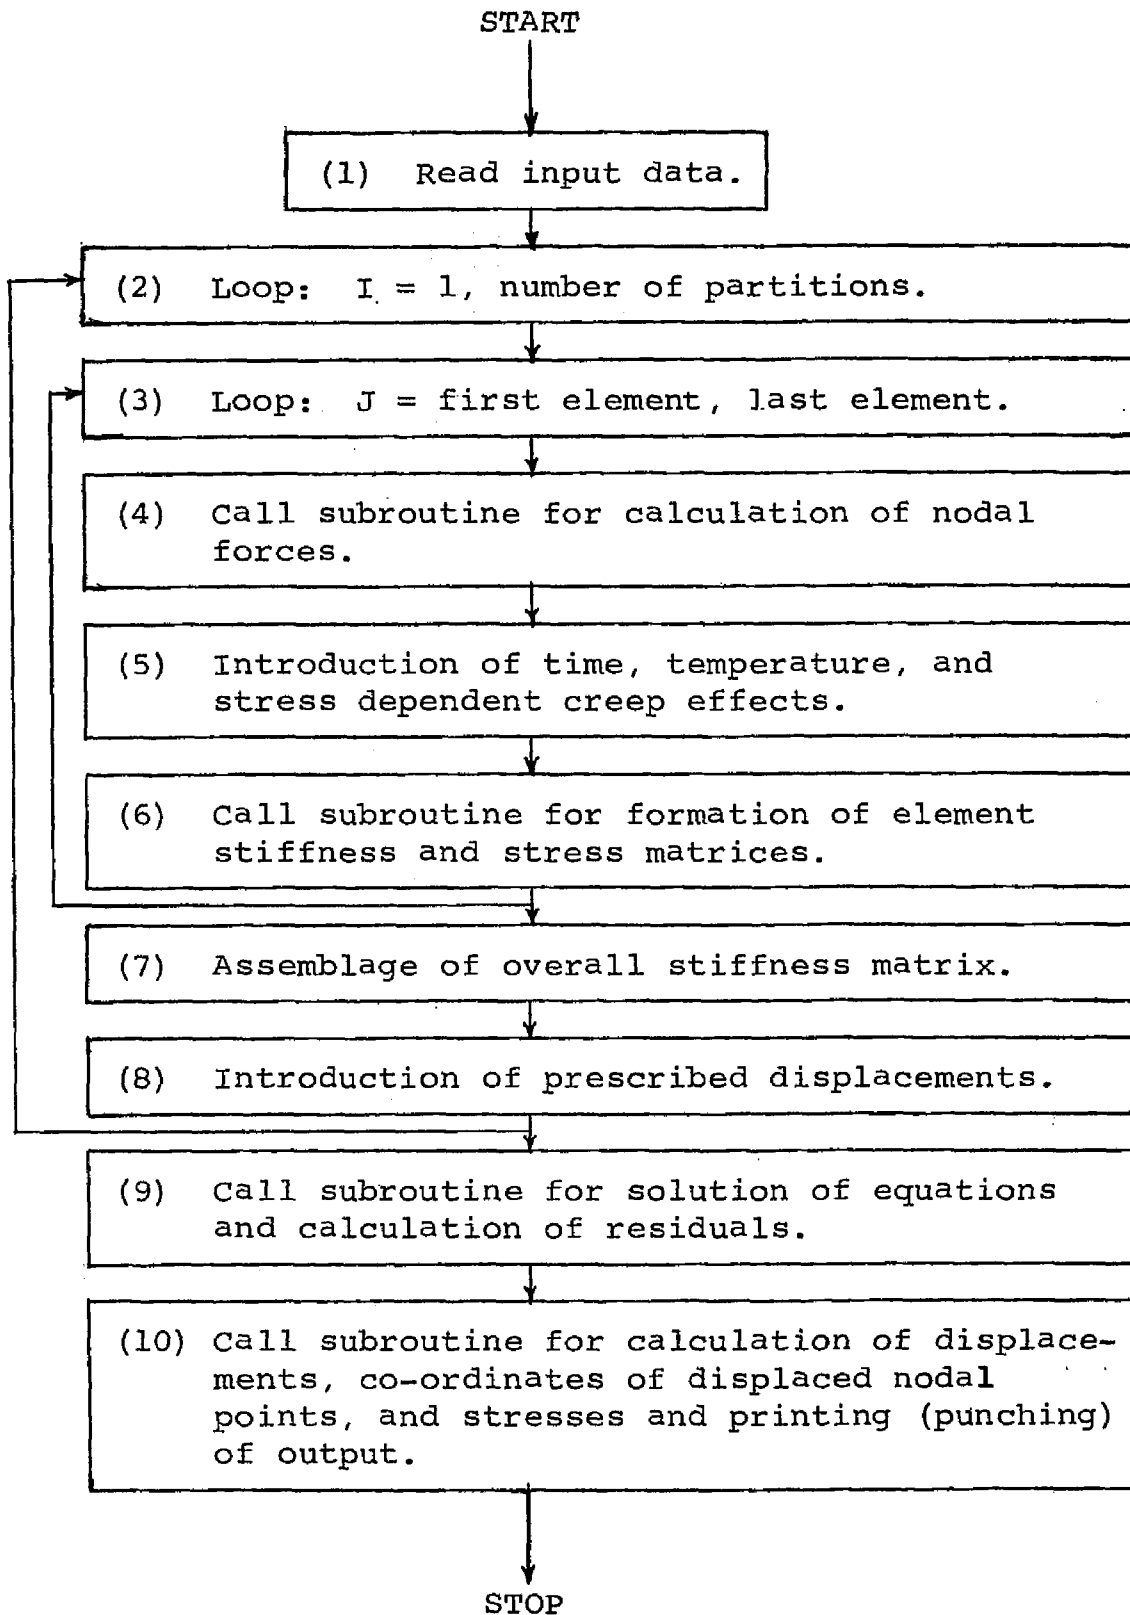 START
(1) Read input data.
(2) Loop: I = 1, number of partitions.
(3) Loop: J = first element, last element.
(4) Call subroutine for calculation of nodal
forces.
(5) Introduction of time, temperature, and
stress dependent creep effects.
(6) Call subroutine for formation of element
stiffness and stress matrices.
(7) Assemblage of overall stiffness matrix.
(8) Introduction of prescribed displacements.
(9) Call subroutine for solution of equations
and calculation of residuals.
(10) Call subroutine for calculation of displace-
ments, co-ordinates of displaced nodal
points, and stresses and printing (punching)
of output.
STOP